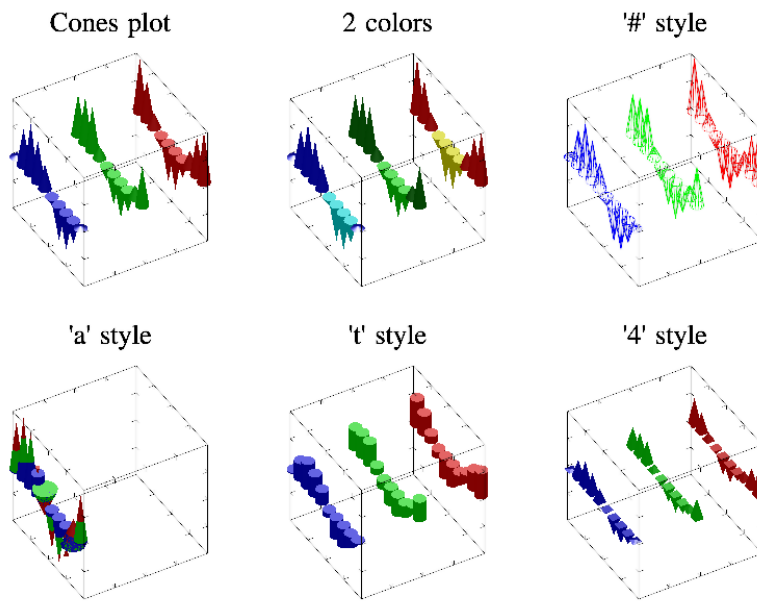 Cones plot
2 colors
'#' style
'a' style
't' style
'4' style